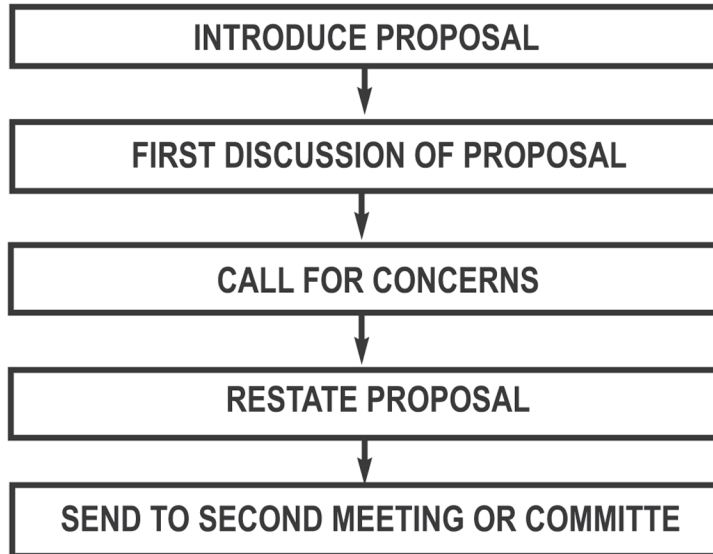 INTRODUCE PROPOSAL
FIRST DISCUSSION OF PROPOSAL
CALL FOR CONCERNS
RESTATE PROPOSAL
SEND TO SECOND MEETING OR COMMITTE